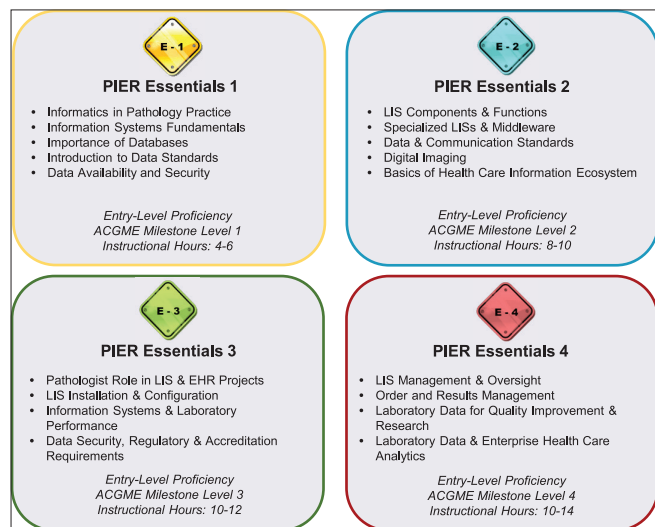 E - 1
PIER Essentials 1
• Informatics in Pathology Practice
• Information Systems Fundamentals
• Importance of Databases
• Introduction to Data Standards
• Data Availability and Security
Entry-Level Proficiency
ACGME Milestone Level 1
Instructional Hours: 4-6
E - 2
PIER Essentials 2
• LIS Components & Functions
• Specialized LISs & Middleware
• Data & Communication Standards
• Digital Imaging
• Basics of Health Care Information Ecosystem
Entry-Level Proficiency
ACGME Milestone Level 2
Instructional Hours: 8-10
E - 3
PIER Essentials 3
• Pathologist Role in LIS & EHR Projects
• LIS Installation & Configuration
• Information Systems & Laboratory
Performance
• Data Security, Regulatory & Accreditation
Requirements
Entry-Level Proficiency
ACGME Milestone Level 3
Instructional Hours: 10-12
E - 4
PIER Essentials 4
• LIS Management & Oversight
• Order and Results Management
• Laboratory Data for Quality Improvement &
Research
• Laboratory Data & Enterprise Health Care
Analytics
Entry-Level Proficiency
ACGME Milestone Level 4
Instructional Hours: 10-14